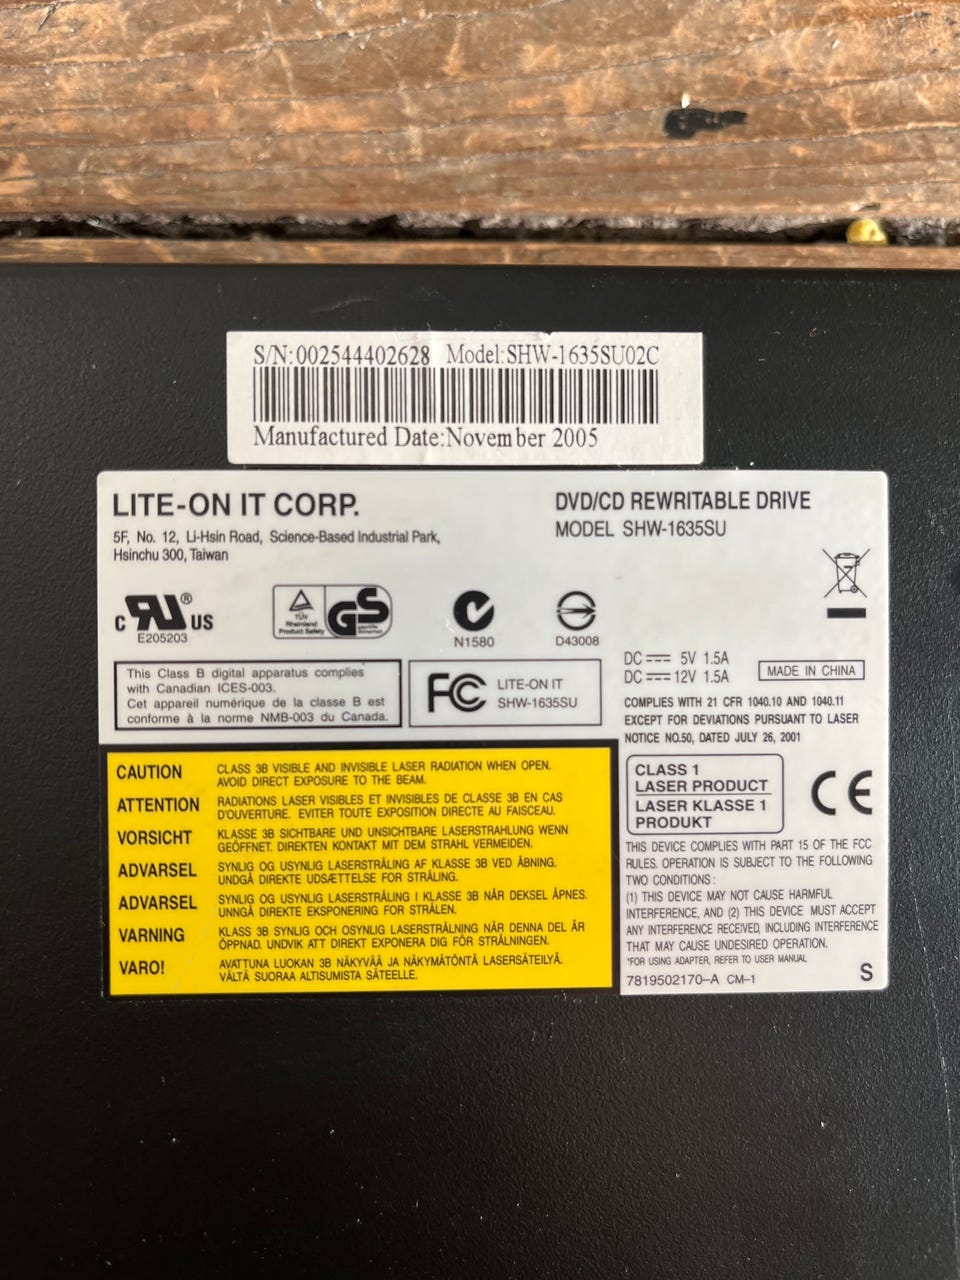 S/N:002544402628 Model:SHW-1635SU02C
Manufactured Date:November 2005
LITE-ON IT CORP.
5F, No. 12, Li-Hsin Road, Science-Based Industrial Park,
Hsinchu 300, Taiwan
DVD/CD REWRITABLE DRIVE
MODEL SHW-1635SU
C RU® US
E205203
TÜV
Rheinland
Product Safety
GS
geprüfte
Sicherheit
N1580
D43008
This Class B digital apparatus complies
with Canadian ICES-003.
Cet appareil numérique de la classe B est
conforme à la norme NMB-003 du Canada.
FC LITE-ON IT
SHW-1635SU
DC 5V 1.5A
DC 12V 1.5A
MADE IN CHINA
COMPLIES WITH 21 CFR 1040.10 AND 1040.11
EXCEPT FOR DEVIATIONS PURSUANT TO LASER
NOTICE NO.50, DATED JULY 26, 2001
CAUTION CLASS 3B VISIBLE AND INVISIBLE LASER RADIATION WHEN OPEN.
AVOID DIRECT EXPOSURE TO THE BEAM.
ATTENTION RADIATIONS LASER VISIBLES ET INVISIBLES DE CLASSE 3B EN CAS
D'OUVERTURE. EVITER TOUTE EXPOSITION DIRECTE AU FAISCEAU.
VORSICHT KLASSE 3B SICHTBARE UND UNSICHTBARE LASERSTRAHLUNG WENN
GEÖFFNET. DIREKTEN KONTAKT MIT DEM STRAHL VERMEIDEN.
ADVARSEL SYNLIG OG USYNLIG LASERSTRÅLING AF KLASSE 3B VED ÅBNING.
UNDGÅ DIREKTE UDSÆTTELSE FOR STRÅLING.
ADVARSEL SYNLIG OG USYNLIG LASERSTRÅLING I KLASSE 3B NÅR DEKSEL ÅPNES.
UNNGÅ DIREKTE EKSPONERING FOR STRÅLEN.
VARNING KLASS 3B SYNLIG OCH OSYNLIG LASERSTRÅLNING NÄR DENNA DEL ÄR
ÖPPNAD. UNDVIK ATT DIREKT EXPONERA DIG FÖR STRÅLNINGEN.
VARO! AVATTUNA LUOKAN 3B NÄKYVÄÄ JA NÄKYMÄTÖNTÄ LASERSÄTEILYÄ.
VÄLTÄ SUORAA ALTISUMISTA SÄTEELLE.
CLASS 1
LASER PRODUCT
LASER KLASSE 1
PRODUKT
CE
THIS DEVICE COMPLIES WITH PART 15 OF THE FCC
RULES. OPERATION IS SUBJECT TO THE FOLLOWING
TWO CONDITIONS:
(1) THIS DEVICE MAY NOT CAUSE HARMFUL
INTERFERENCE, AND (2) THIS DEVICE MUST ACCEPT
ANY INTERFERENCE RECEIVED, INCLUDING INTERFERENCE
THAT MAY CAUSE UNDESIRED OPERATION.
*FOR USING ADAPTER, REFER TO USER MANUAL
7819502170-A CM-1
S